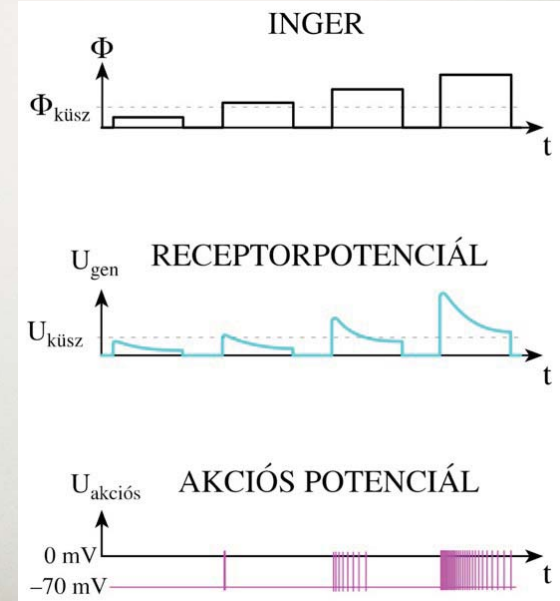 INGER
Φ
Φküsz
t
Ugen RECEPTORPOTENCIÁL
Uküsz
t
Uakciós AKCIÓS POTENCIÁL
0 mV
t
–70 mV